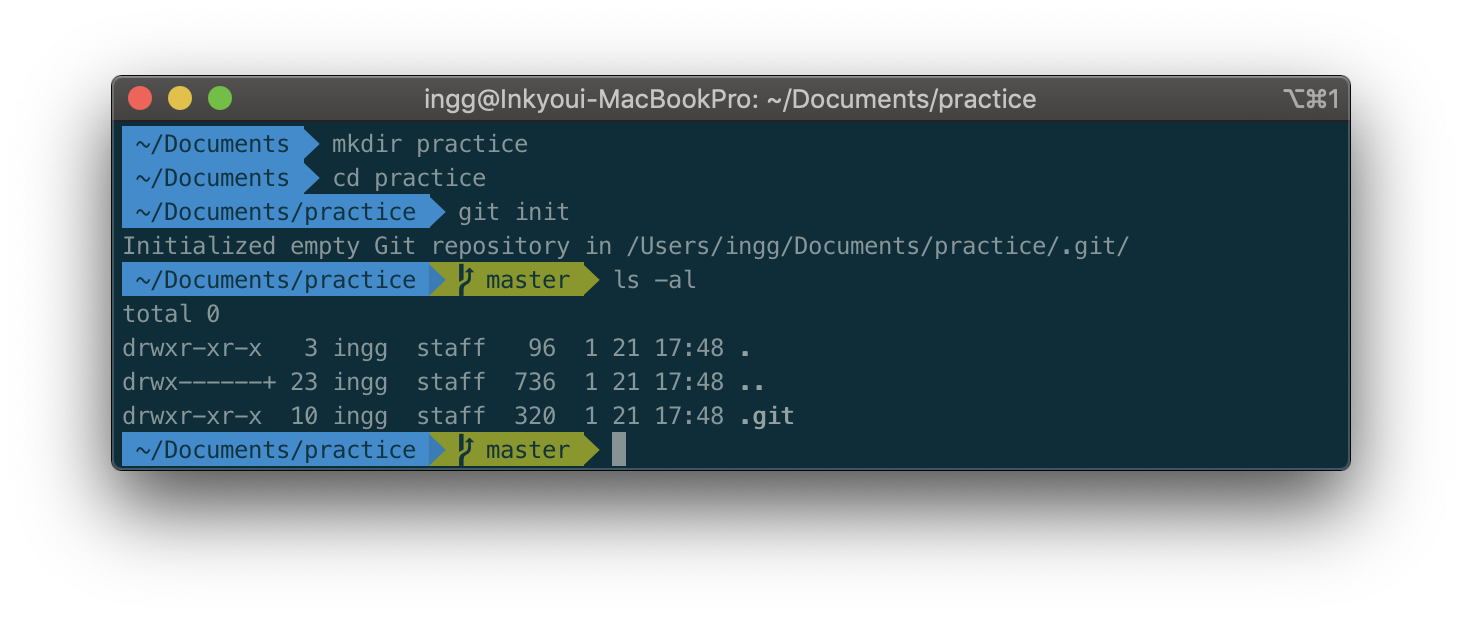 ingg@Inkyoui-MacBookPro: ~/Documents/practice ⌥⌘1
~/Documents mkdir practice
~/Documents cd practice
~/Documents/practice git init
Initialized empty Git repository in /Users/ingg/Documents/practice/.git/
~/Documents/practice master ls -al
total 0
drwxr-xr-x   3 ingg  staff   96  1 21 17:48 .
drwx------+ 23 ingg  staff  736  1 21 17:48 ..
drwxr-xr-x  10 ingg  staff  320  1 21 17:48 .git
~/Documents/practice master